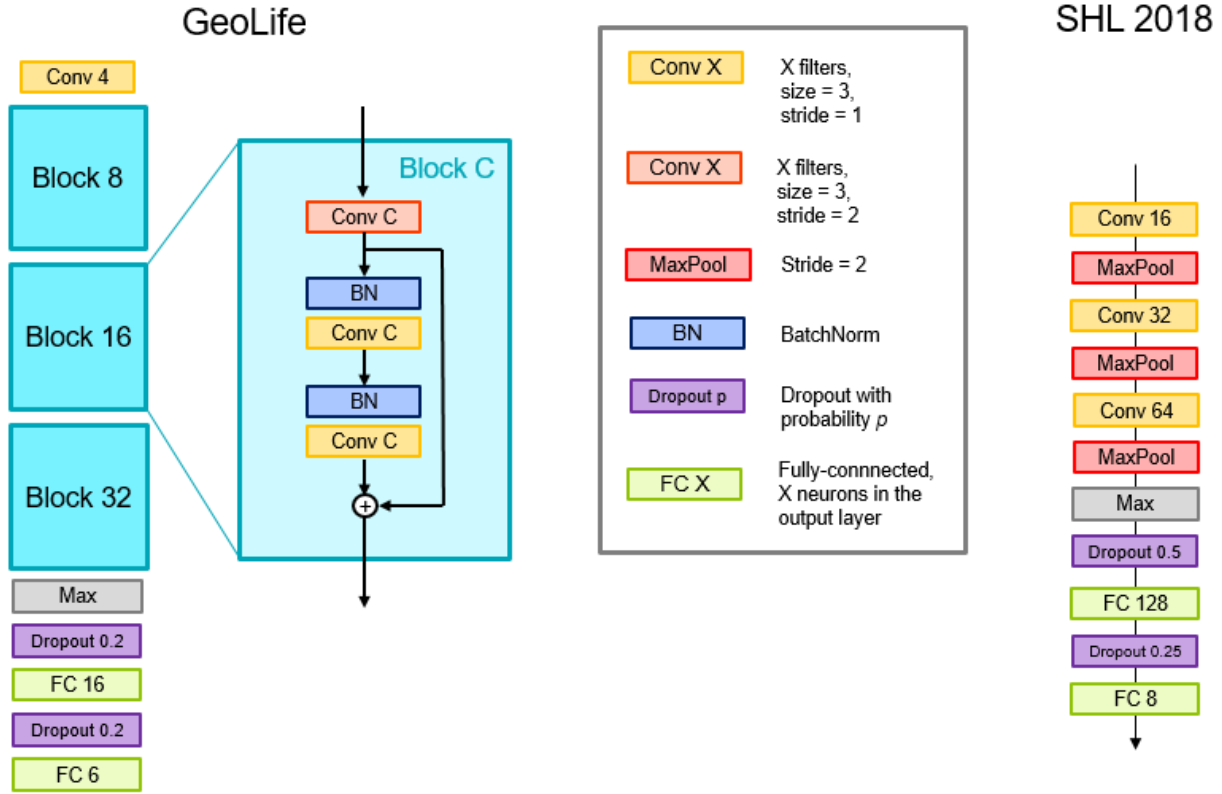 GeoLife
Conv 4
Block 8
Block 16
Block 32
Max
Dropout 0.2
FC 16
Dropout 0.2
FC 6
Block C
Conv C
BN
Conv C
BN
Conv C
+
Conv X
X filters,
size = 3,
stride = 1
Conv X
X filters,
size = 3,
stride = 2
MaxPool
Stride = 2
BN
BatchNorm
Dropout p
Dropout with
probability p
FC X
Fully-connnected,
X neurons in the
output layer
SHL 2018
Conv 16
MaxPool
Conv 32
MaxPool
Conv 64
MaxPool
Max
Dropout 0.5
FC 128
Dropout 0.25
FC 8